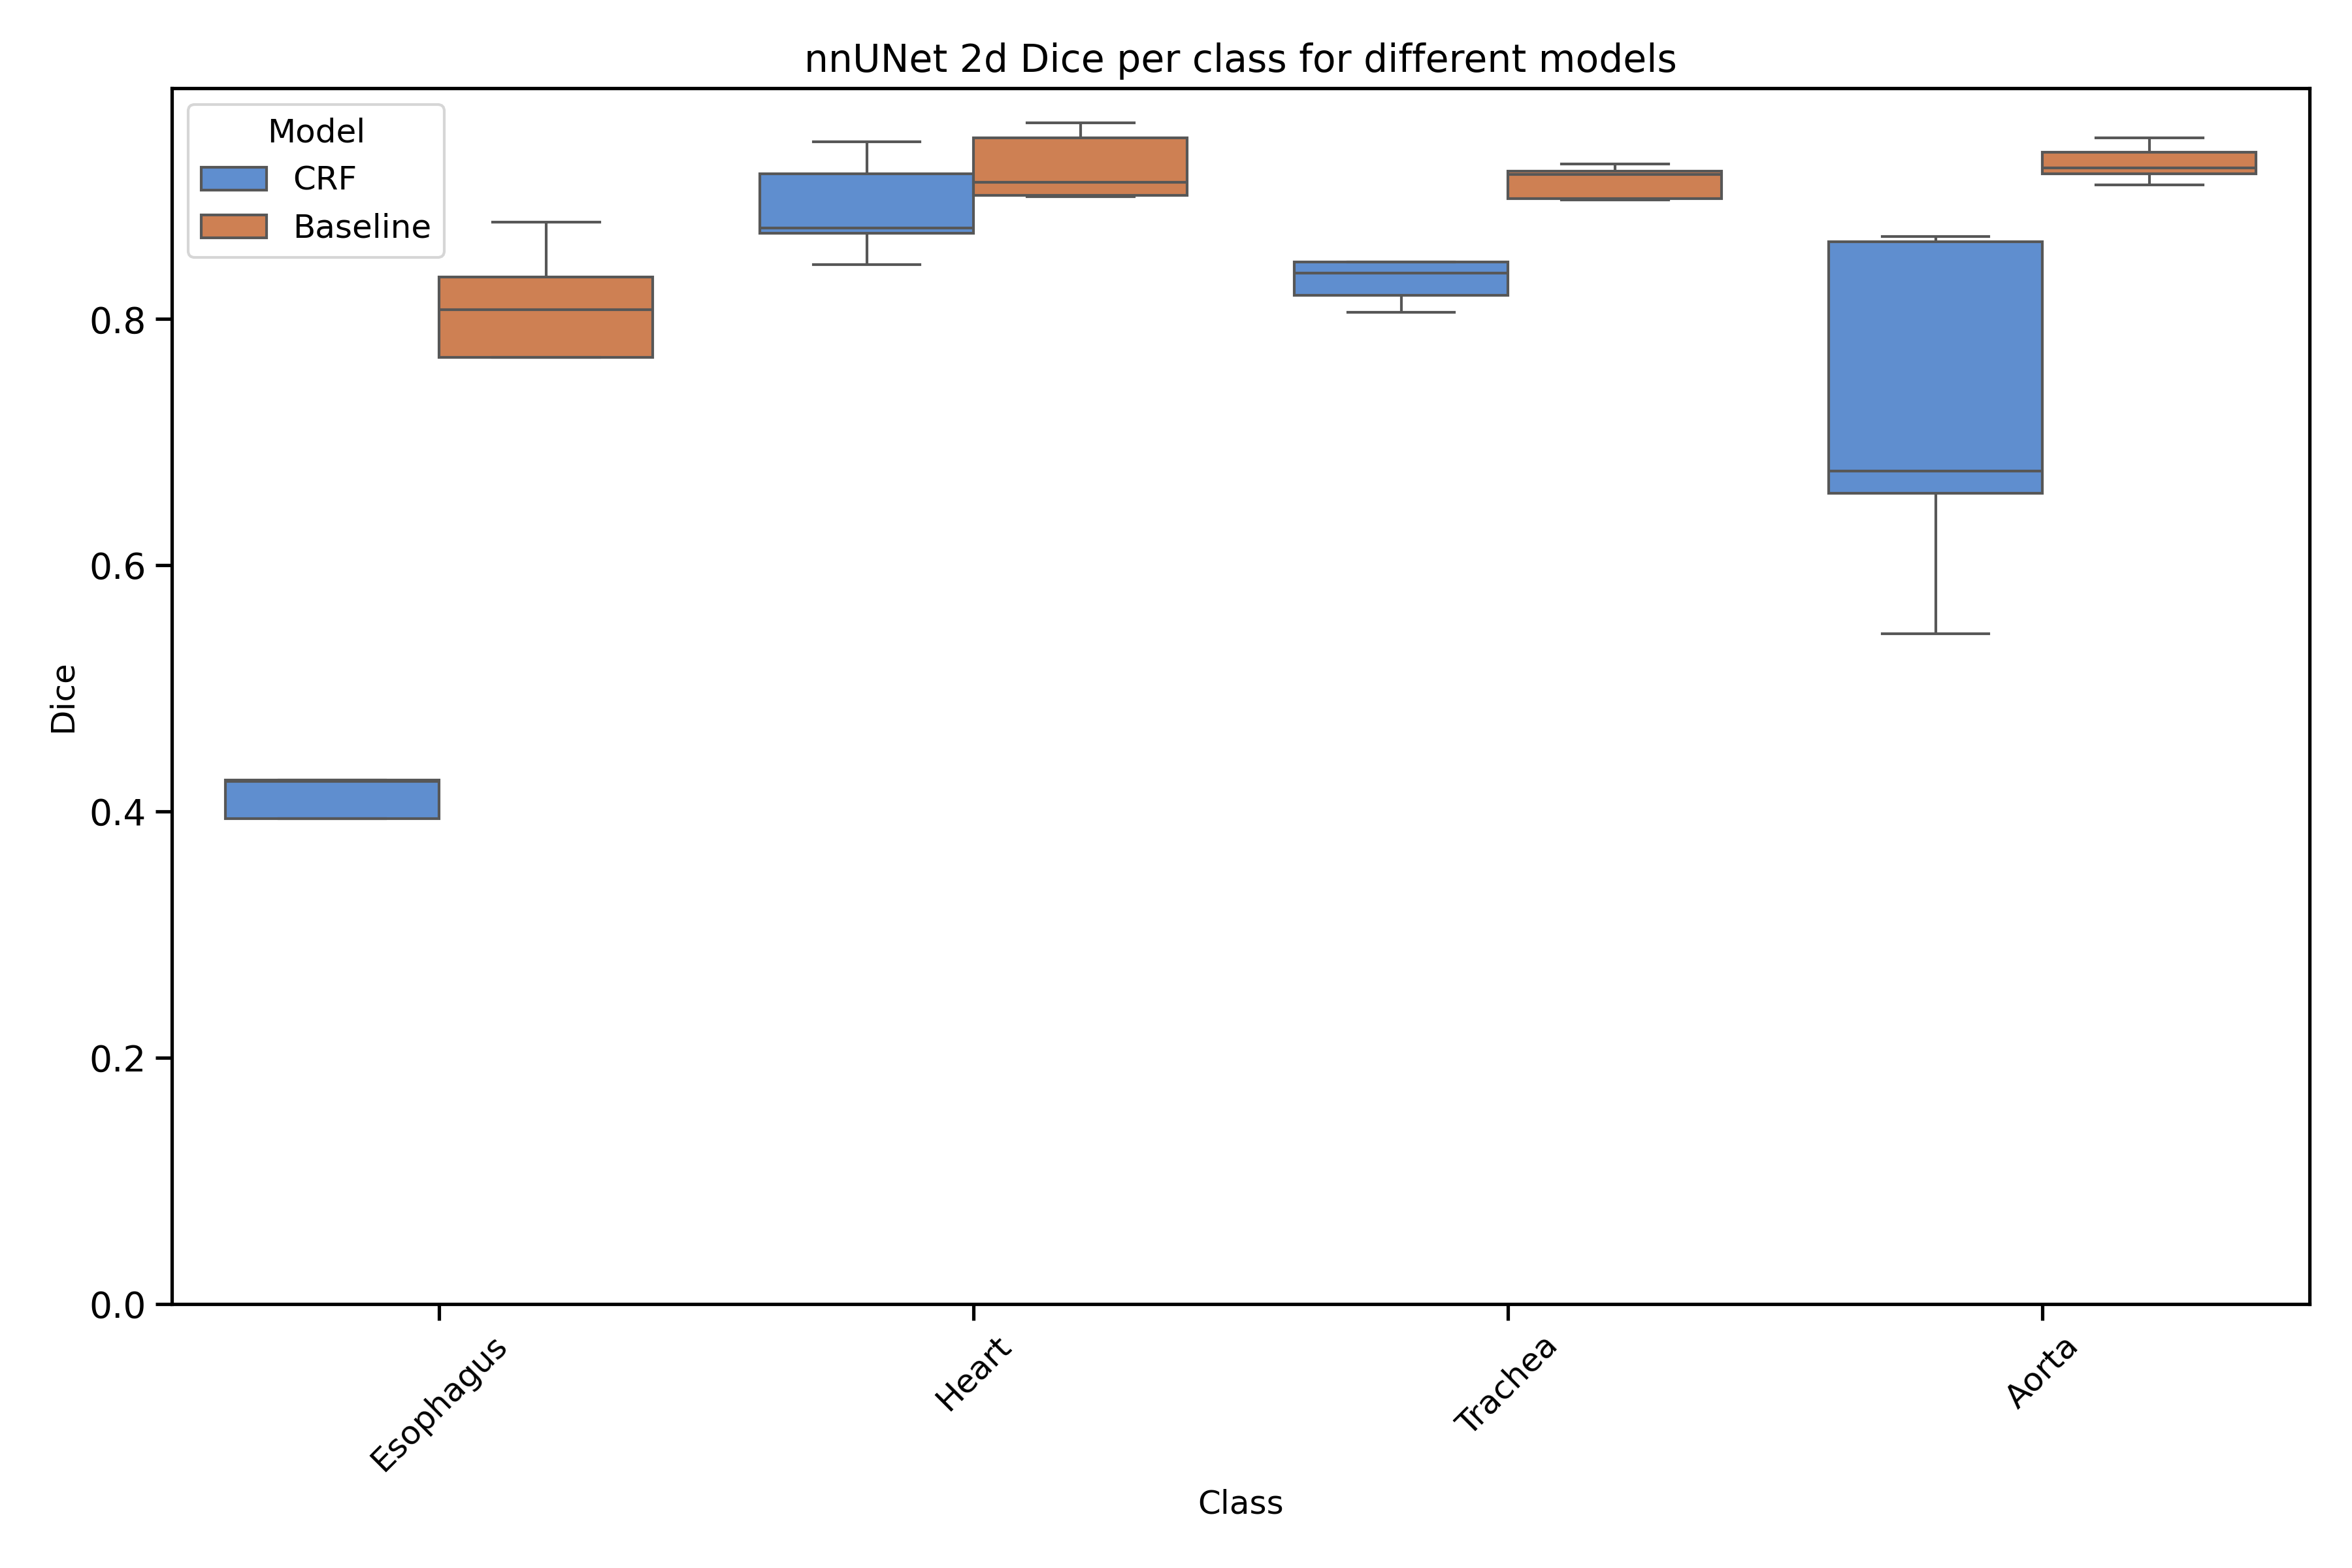 nnUNet 2d Dice per class for different models
Model
CRF
Baseline
Dice
0.8
0.6
0.4
0.2
0.0
Esophagus
Heart
Trachea
Aorta
Class